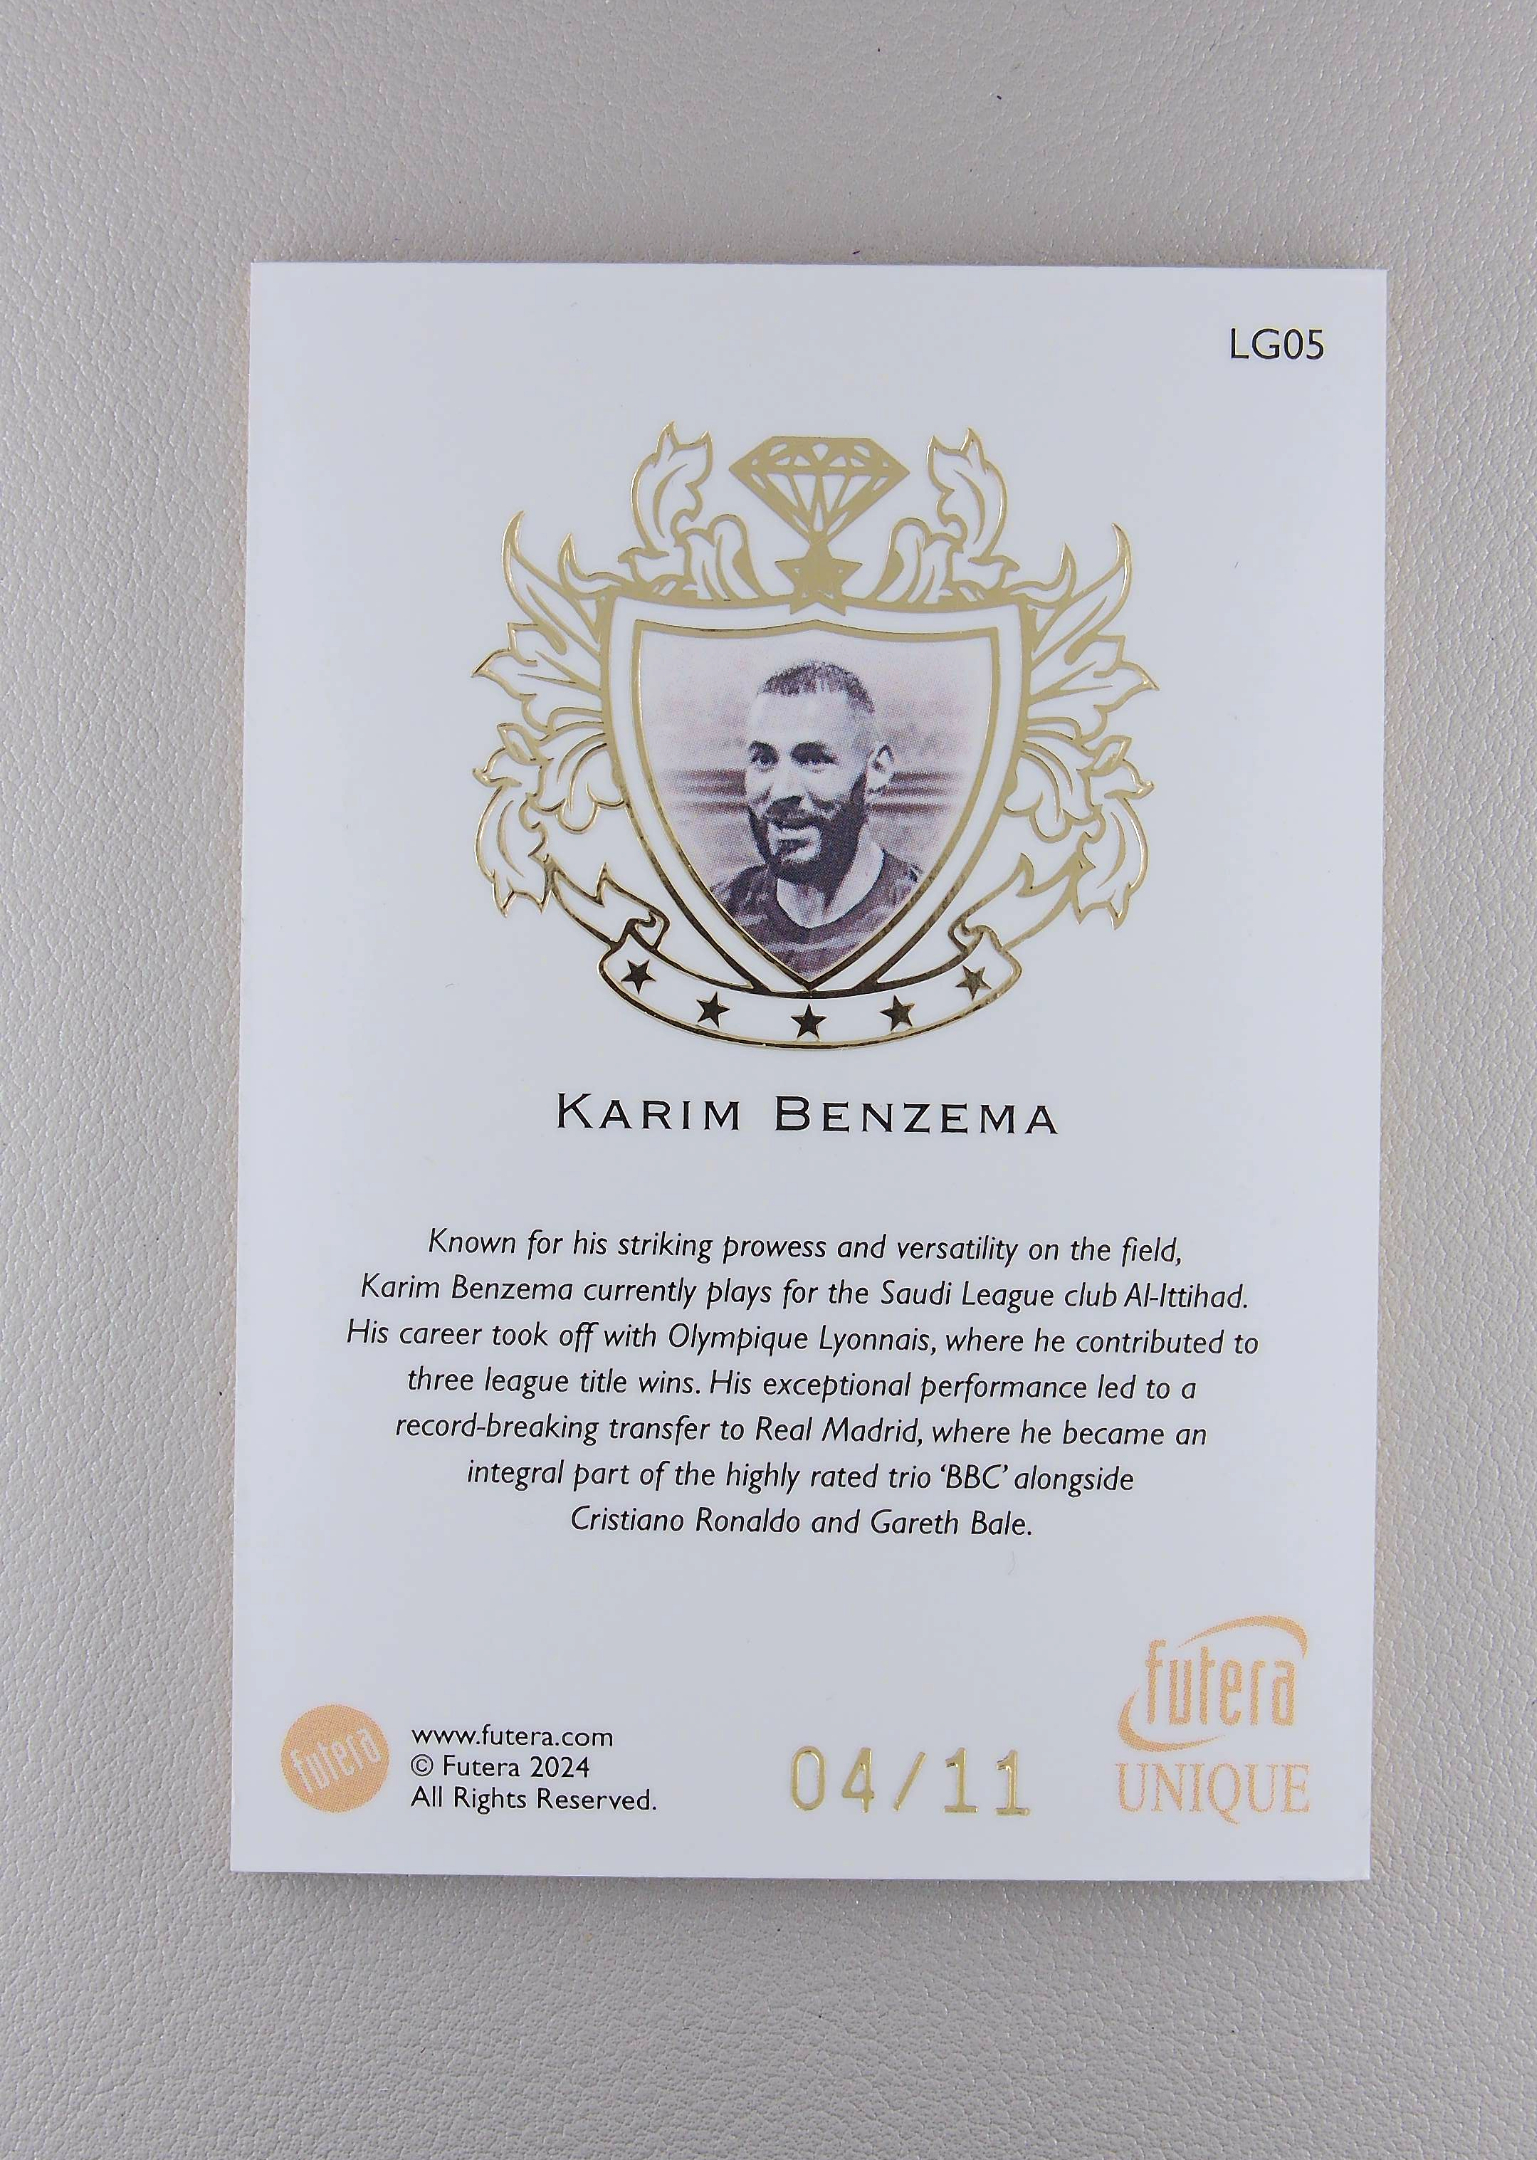 LG05
KARIM BENZEMA
Known for his striking prowess and versatility on the field,
Karim Benzema currently plays for the Saudi League club Al-Ittihad.
His career took off with Olympique Lyonnais, where he contributed to
three league title wins. His exceptional performance led to a
record-breaking transfer to Real Madrid, where he became an
integral part of the highly rated trio ‘BBC’ alongside
Cristiano Ronaldo and Gareth Bale.
futera
www.futera.com
© Futera 2024
All Rights Reserved.
04/11
futera
UNIQUE